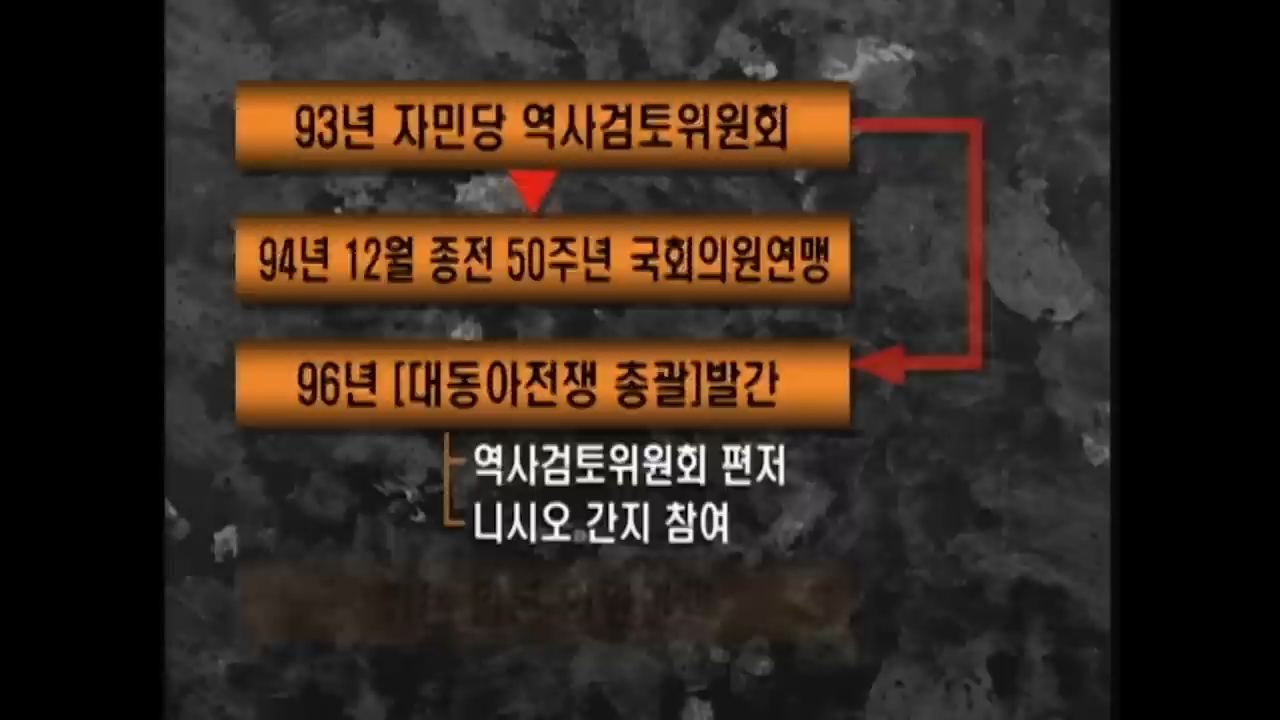 93년 자민당 역사검토위원회
94년 12월 종전 50주년 국회의원연맹
96년 [대동아전쟁 총괄]발간
역사검토위원회 편저
니시오 간지 참여